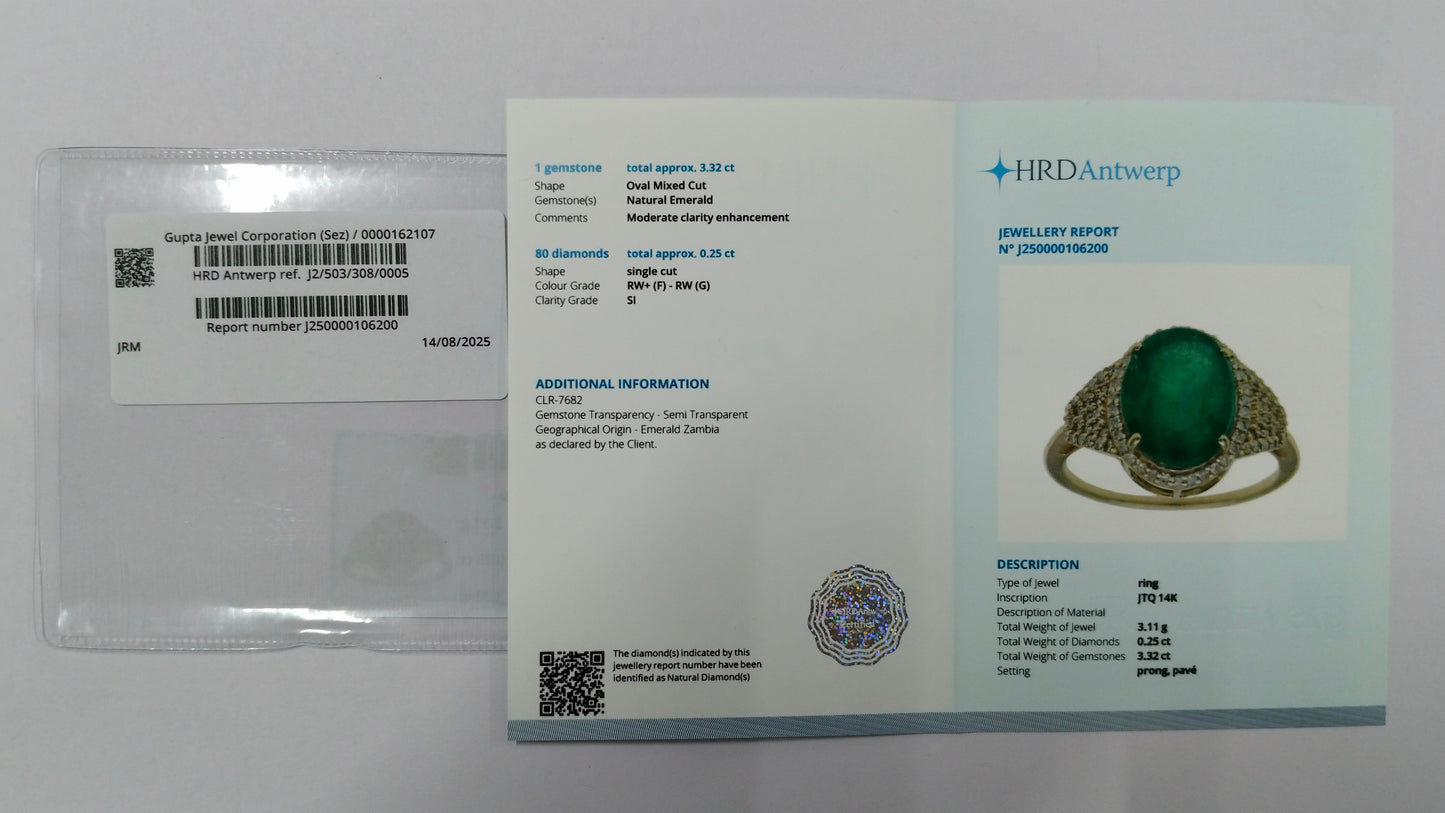 Gupta Jewel Corporation (Sez) / 0000162107
HRD Antwerp ref. J2/503/308/0005
Report number J250000106200
JRM
14/08/2025
1 gemstone total approx. 3.32 ct
Shape Oval Mixed Cut
Gemstone(s) Natural Emerald
Comments Moderate clarity enhancement
80 diamonds total approx. 0.25 ct
Shape single cut
Colour Grade RW+ (F) - RW (G)
Clarity Grade SI
ADDITIONAL INFORMATION
CLR-7682
Gemstone Transparency - Semi Transparent
Geographical Origin - Emerald Zambia
as declared by the Client.
HRD Antwerp
Certified
The diamond(s) indicated by this
jewellery report number have been
identified as Natural Diamond(s)
HRD Antwerp
JEWELLERY REPORT
N° J250000106200
DESCRIPTION
Type of Jewel ring
Inscription JTQ 14K
Description of Material
Total Weight of Jewel 3.11 g
Total Weight of Diamonds 0.25 ct
Total Weight of Gemstones 3.32 ct
Setting prong, pavé